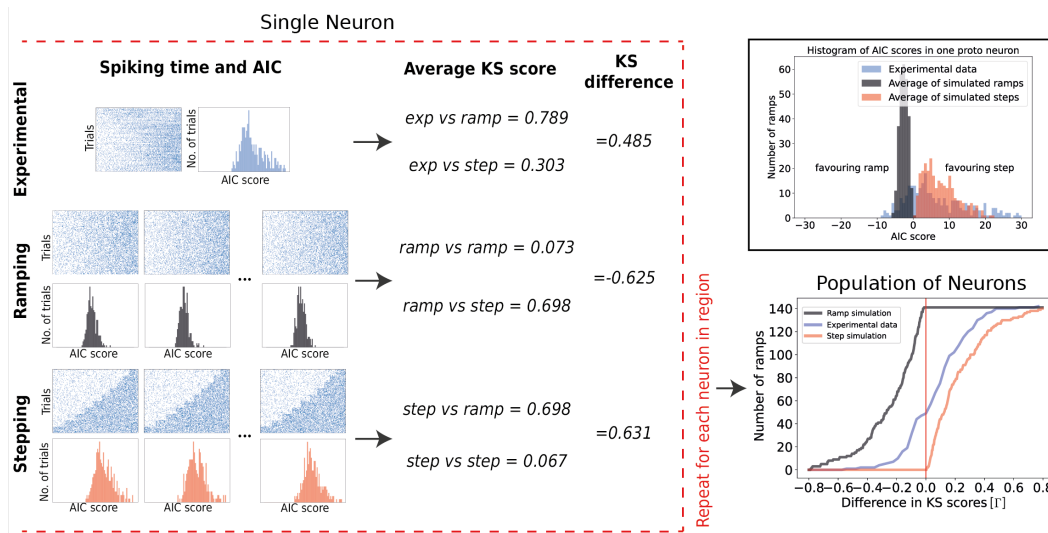 Single Neuron
Spiking time and AIC
Average KS score
KS
difference
Experimental
Trials
No. of trials
AIC score
exp vs ramp = 0.789
exp vs step = 0.303
=0.485
Ramping
Trials
...
No. of trials
AIC score
AIC score
AIC score
ramp vs ramp = 0.073
ramp vs step = 0.698
=-0.625
Stepping
Trials
...
No. of trials
AIC score
AIC score
AIC score
step vs ramp = 0.698
step vs step = 0.067
=0.631
Repeat for each neuron in region
Histogram of AIC scores in one proto neuron
Number of ramps
60
50
40
30
20
10
0
Experimental data
Average of simulated ramps
Average of simulated steps
favouring ramp
favouring step
−30
−20
−10
0
10
20
30
AIC score
Population of Neurons
Number of ramps
140
120
100
80
60
40
20
0
Ramp simulation
Experimental data
Step simulation
−0.8
−0.6
−0.4
−0.2
0.0
0.2
0.4
0.6
0.8
Difference in KS scores [Γ]